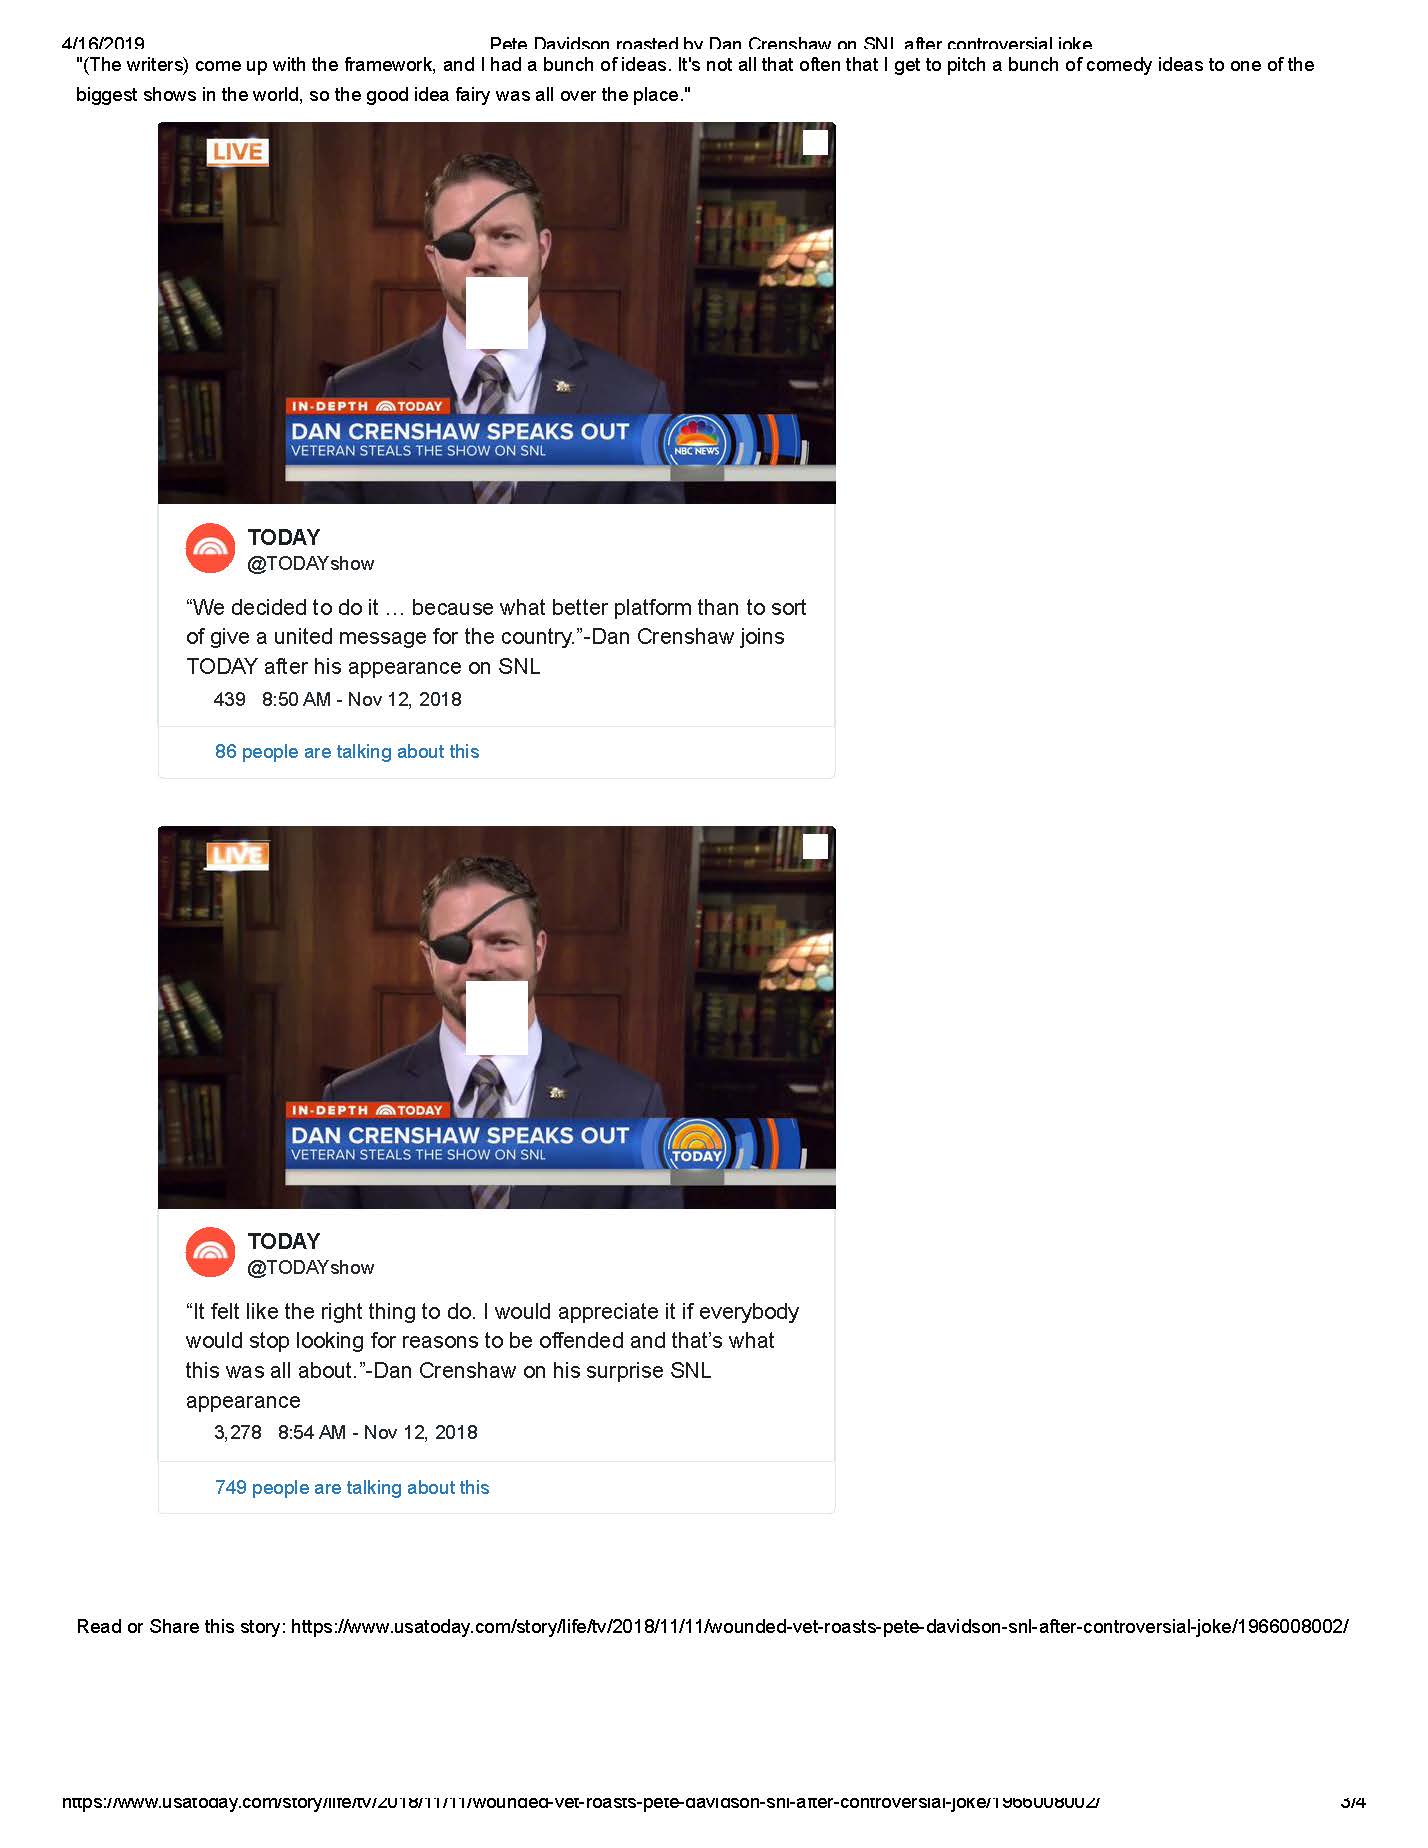 4/16/2019 Pete Davidson roasted by Dan Crenshaw on SNL after controversial joke
"(The writers) come up with the framework, and I had a bunch of ideas. It's not all that often that I get to pitch a bunch of comedy ideas to one of the
biggest shows in the world, so the good idea fairy was all over the place."
LIVE
IN-DEPTH TODAY
DAN CRENSHAW SPEAKS OUT
VETERAN STEALS THE SHOW ON SNL
NBC NEWS
TODAY
@TODAYshow
“We decided to do it … because what better platform than to sort
of give a united message for the country.”-Dan Crenshaw joins
TODAY after his appearance on SNL
439 8:50 AM - Nov 12, 2018
86 people are talking about this
LIVE
IN-DEPTH TODAY
DAN CRENSHAW SPEAKS OUT
VETERAN STEALS THE SHOW ON SNL
TODAY
TODAY
@TODAYshow
“It felt like the right thing to do. I would appreciate it if everybody
would stop looking for reasons to be offended and that’s what
this was all about.”-Dan Crenshaw on his surprise SNL
appearance
3,278 8:54 AM - Nov 12, 2018
749 people are talking about this
Read or Share this story: https://www.usatoday.com/story/life/tv/2018/11/11/wounded-vet-roasts-pete-davidson-snl-after-controversial-joke/1966008002/
https://www.usatoday.com/story/life/tv/2018/11/11/wounded-vet-roasts-pete-davidson-snl-after-controversial-joke/1966008002/ 3/4